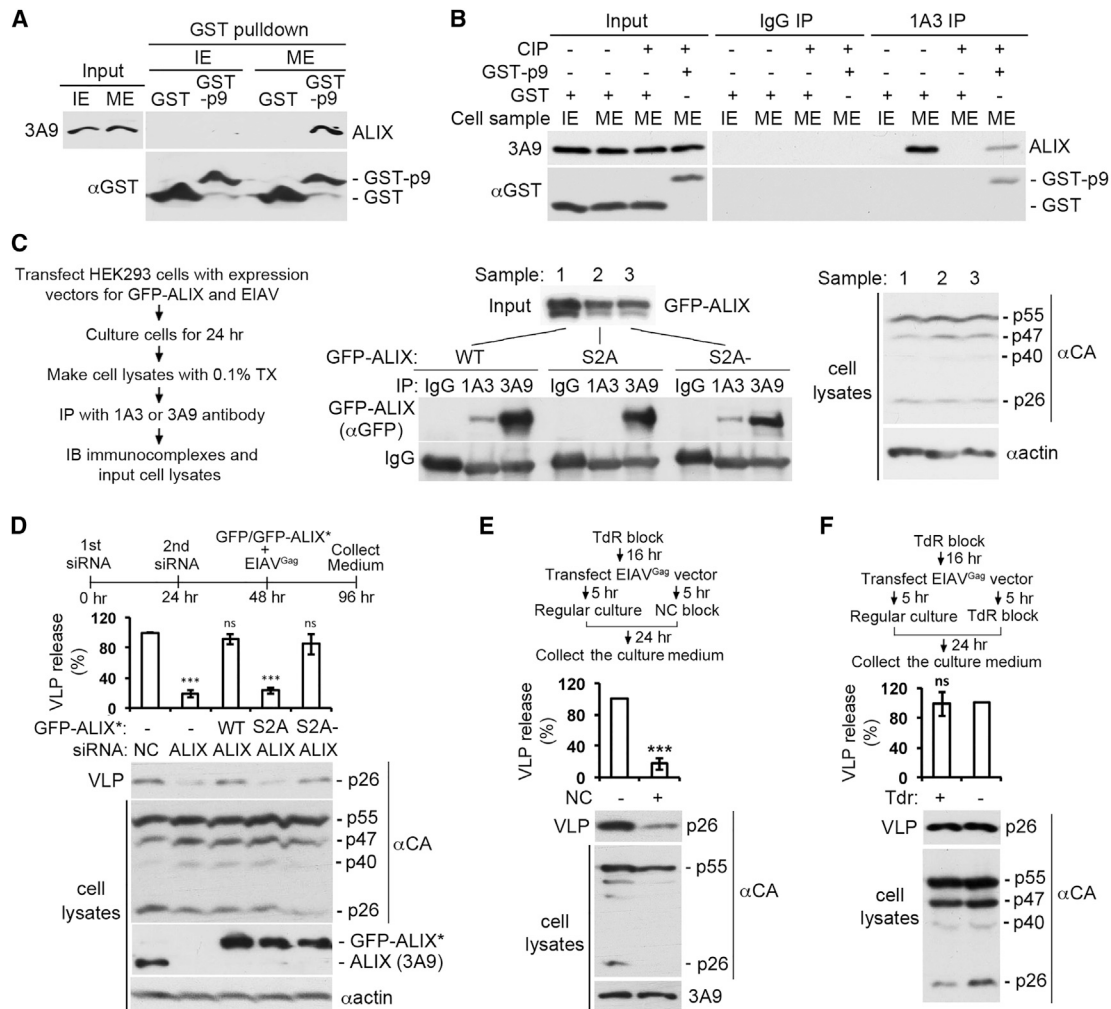 A
GST pulldown
IE ME
Input GST GST
IE ME GST -p9 GST -p9
3A9 ALIX
αGST - GST-p9
- GST
B
Input IgG IP 1A3 IP
CIP - - + + - - + + - - + +
GST-p9 - - - + - - - + - - - +
GST + + + - + + + - + + + -
Cell sample IE ME ME ME IE ME ME ME IE ME ME ME
3A9 ALIX
αGST - GST-p9
- GST
C
Transfect HEK293 cells with expression
vectors for GFP-ALIX and EIAV
Culture cells for 24 hr
Make cell lysates with 0.1% TX
IP with 1A3 or 3A9 antibody
IB immunocomplexes and
input cell lysates
Sample: 1 2 3
Input GFP-ALIX
GFP-ALIX: WT S2A S2A-
IP: IgG 1A3 3A9 IgG 1A3 3A9 IgG 1A3 3A9
GFP-ALIX
(αGFP)
IgG
Sample: 1 2 3
cell
lysates
- p55
- p47
- p40
- p26
αCA
αactin
D
1st
siRNA
2nd
siRNA
GFP/GFP-ALIX*
+
EIAVGag
Collect
Medium
0 hr 24 hr 48 hr 96 hr
VLP release
(%)
120
80
40
0
*** ns *** ns
GFP-ALIX*: - - WT S2A S2A-
siRNA: NC ALIX ALIX ALIX ALIX
VLP - p26
cell
lysates
- p55
- p47
- p40
- p26
αCA
- GFP-ALIX*
- ALIX (3A9)
αactin
E
TdR block
16 hr
Transfect EIAVGag vector
5 hr 5 hr
Regular culture NC block
24 hr
Collect the culture medium
VLP release
(%)
120
80
40
0
***
NC - +
VLP p26
cell
lysates
- p55
- p26
αCA
3A9
F
TdR block
16 hr
Transfect EIAVGag vector
5 hr 5 hr
Regular culture TdR block
24 hr
Collect the culture medium
VLP release
(%)
120
80
40
0
ns
Tdr: + -
VLP p26
cell
lysates
- p55
- p47
- p40
- p26
αCA